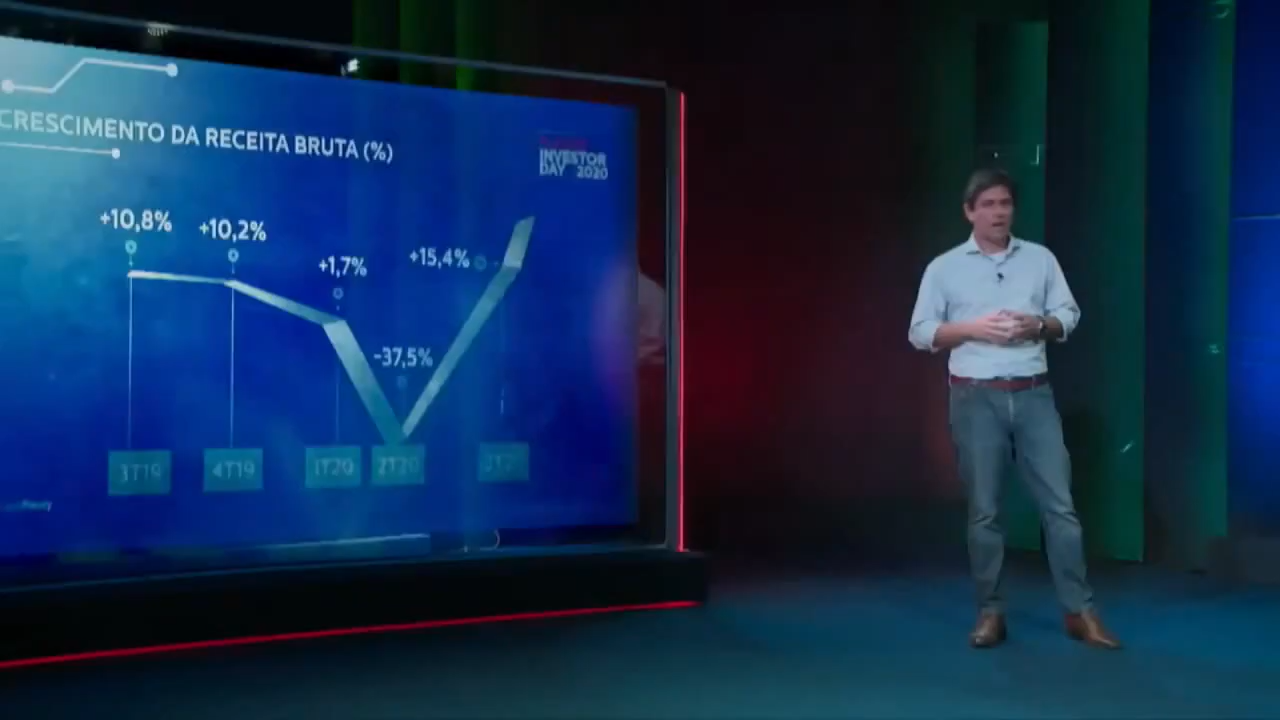 CRESCIMENTO DA RECEITA BRUTA (%)
INVESTOR
DAY 2020
+10,8%
+10,2%
+1,7%
+15,4%
-37,5%
3T19
4T19
1T20
2T20